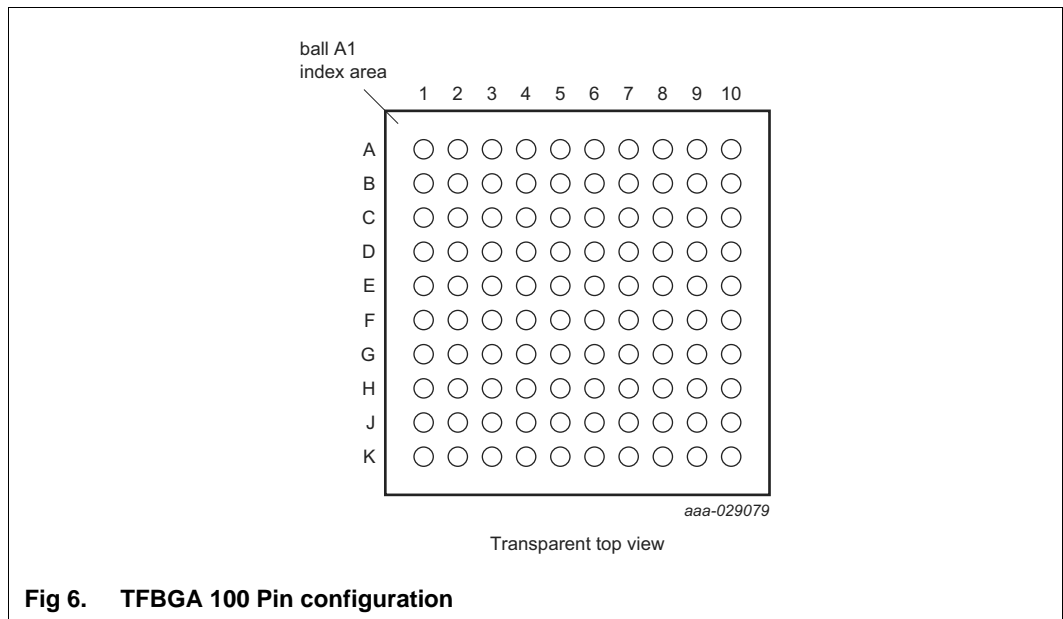 ball A1
index area
1 2 3 4 5 6 7 8 9 10
A
B
C
D
E
F
G
H
J
K
aaa-029079
Transparent top view
Fig 6. TFBGA 100 Pin configuration